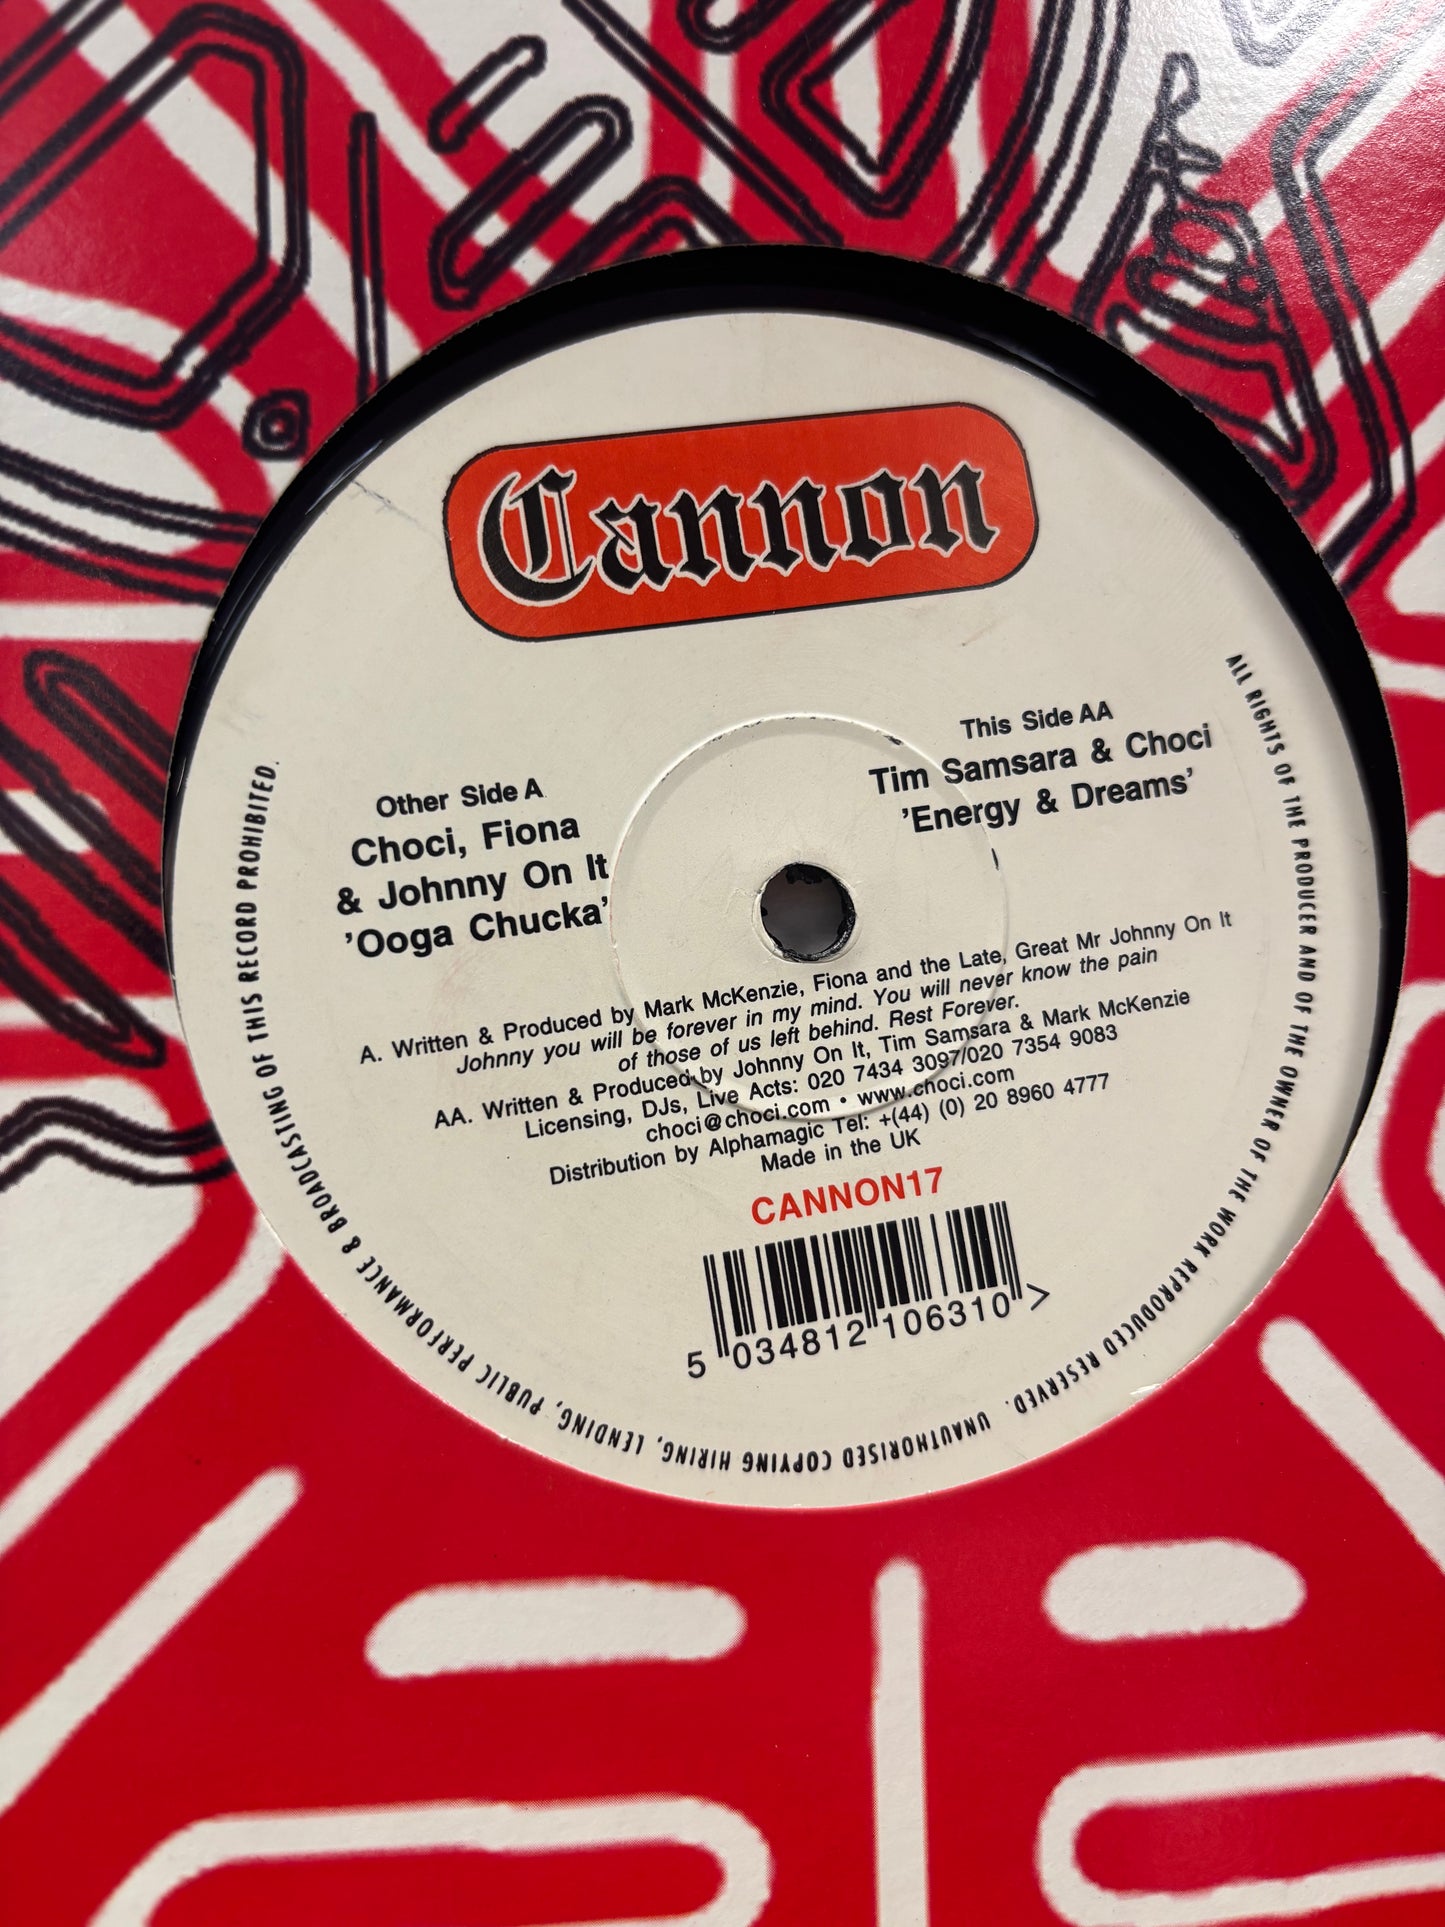 Cannon
Other Side A
Choci, Fiona
& Johnny On It
'Ooga Chucka'
This Side AA
Tim Samsara & Choci
'Energy & Dreams'
A. Written & Produced by Mark McKenzie, Fiona and the Late, Great Mr Johnny On It
Johnny you will be forever in my mind. You will never know the pain
of those of us left behind. Rest Forever.
AA. Written & Produced by Johnny On It, Tim Samsara & Mark McKenzie
Licensing, DJs, Live Acts: 020 7434 3097/020 7354 9083
choci@choci.com • www.choci.com
Distribution by Alphamagic Tel: +(44) (0) 20 8960 4777
Made in the UK
CANNON17
5 034812 106310 >
ALL RIGHTS OF THE PRODUCER AND OF THE OWNER OF THE WORK REPRODUCED RESERVED. UNAUTHORISED COPYING HIRING, LENDING, PUBLIC PERFORMANCE & BROADCASTING OF THIS RECORD PROHIBITED.